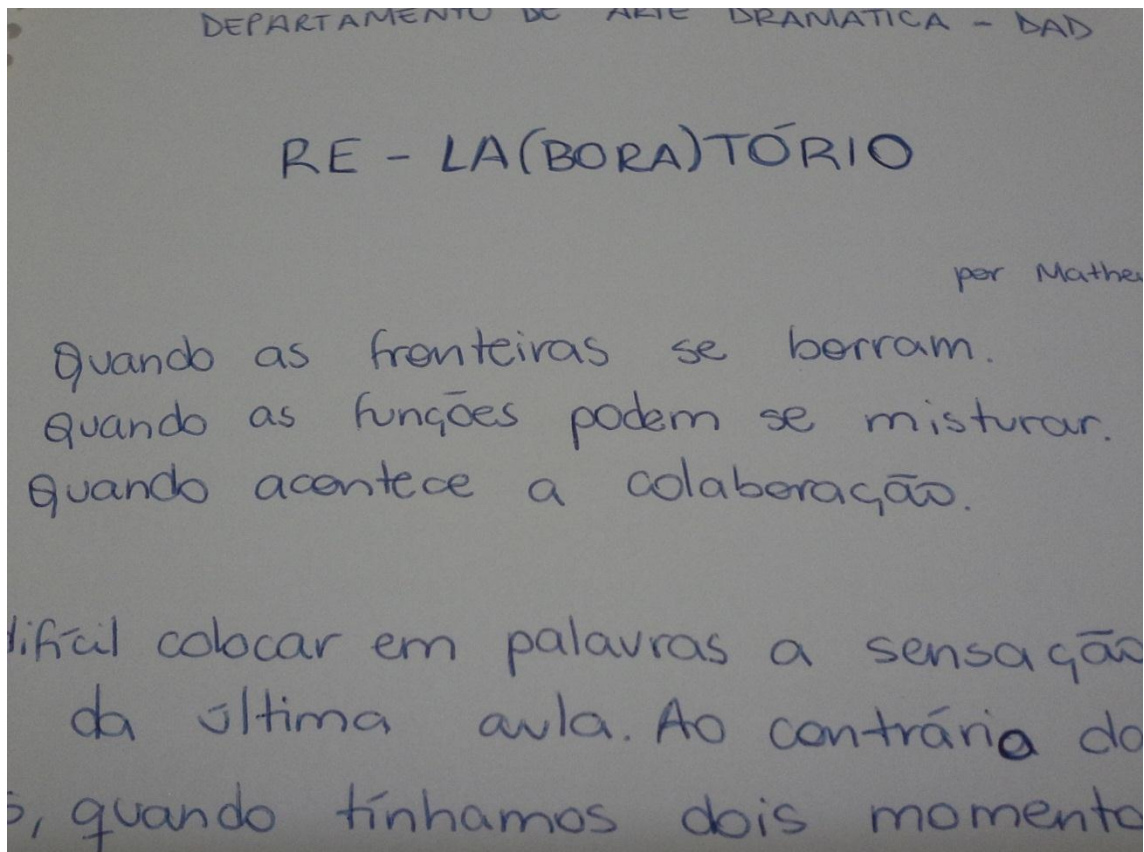 DEPARTAMENTO DE ARTE DRAMATICA - DAD
RE - LA(BORA)TÓRIO
por
Quando as fronteiras se borram.
Quando as funções podem se misturar.
Quando acontece a colaboração.
colocar em palavras a sensação
da última aula. Ao contrário do
, quando tínhamos dois